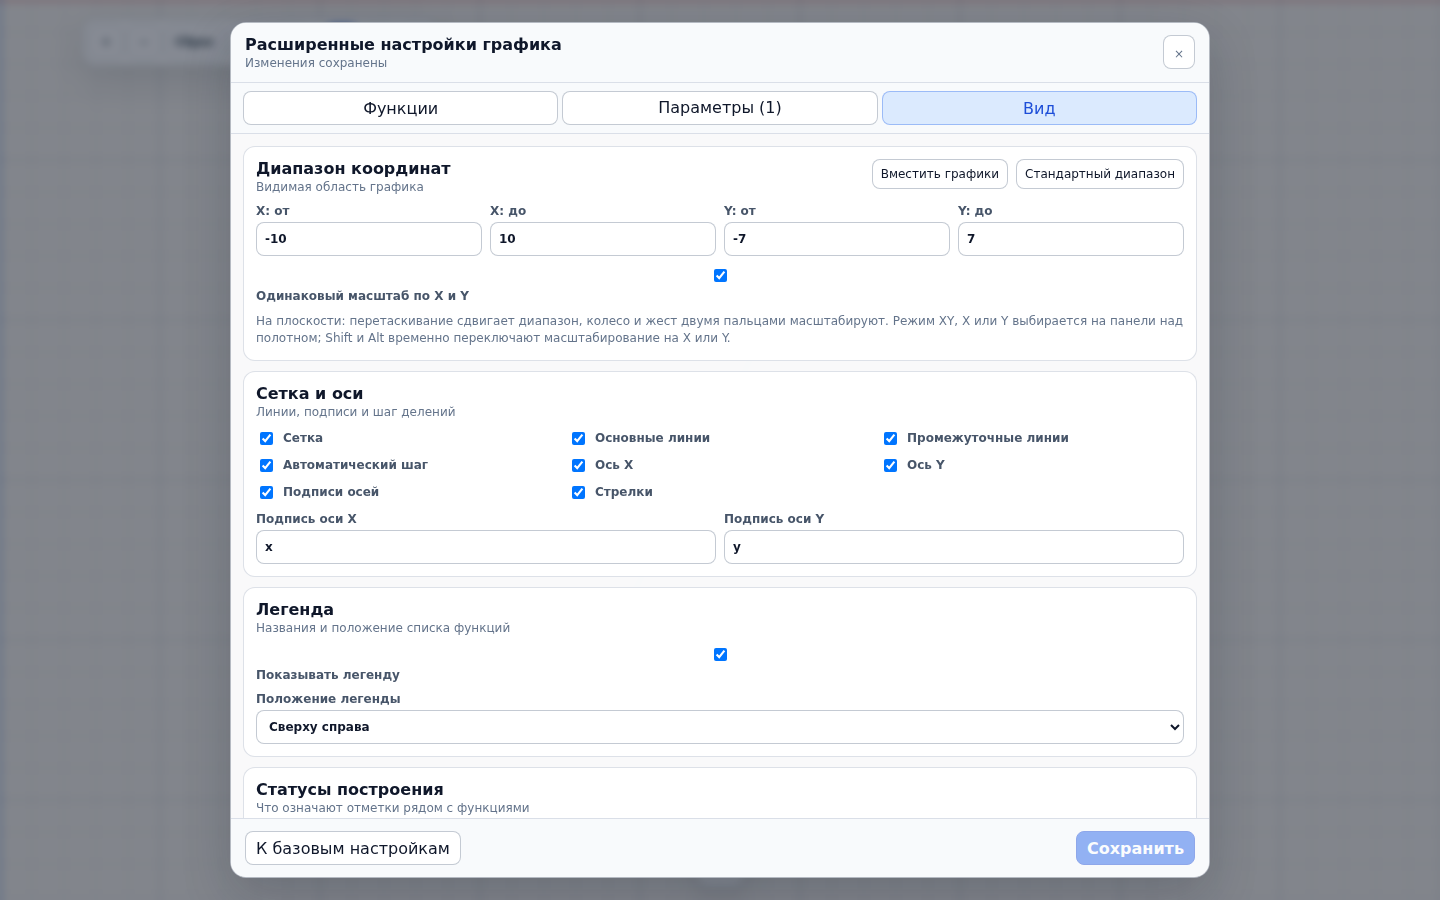 Расширенные настройки графика
Изменения сохранены
×
Функции
Параметры (1)
Вид
Диапазон координат
Видимая область графика
Вместить графики
Стандартный диапазон
X: от
X: до
Y: от
Y: до
-10
10
-7
7
Одинаковый масштаб по X и Y
На плоскости: перетаскивание сдвигает диапазон, колесо и жест двумя пальцами масштабируют. Режим XY, X или Y выбирается на панели над
полотном; Shift и Alt временно переключают масштабирование на X или Y.
Сетка и оси
Линии, подписи и шаг делений
Сетка
Основные линии
Промежуточные линии
Автоматический шаг
Ось X
Ось Y
Подписи осей
Стрелки
Подпись оси X
Подпись оси Y
x
y
Легенда
Названия и положение списка функций
Показывать легенду
Положение легенды
Сверху справа
Статусы построения
Что означают отметки рядом с функциями
К базовым настройкам
Сохранить